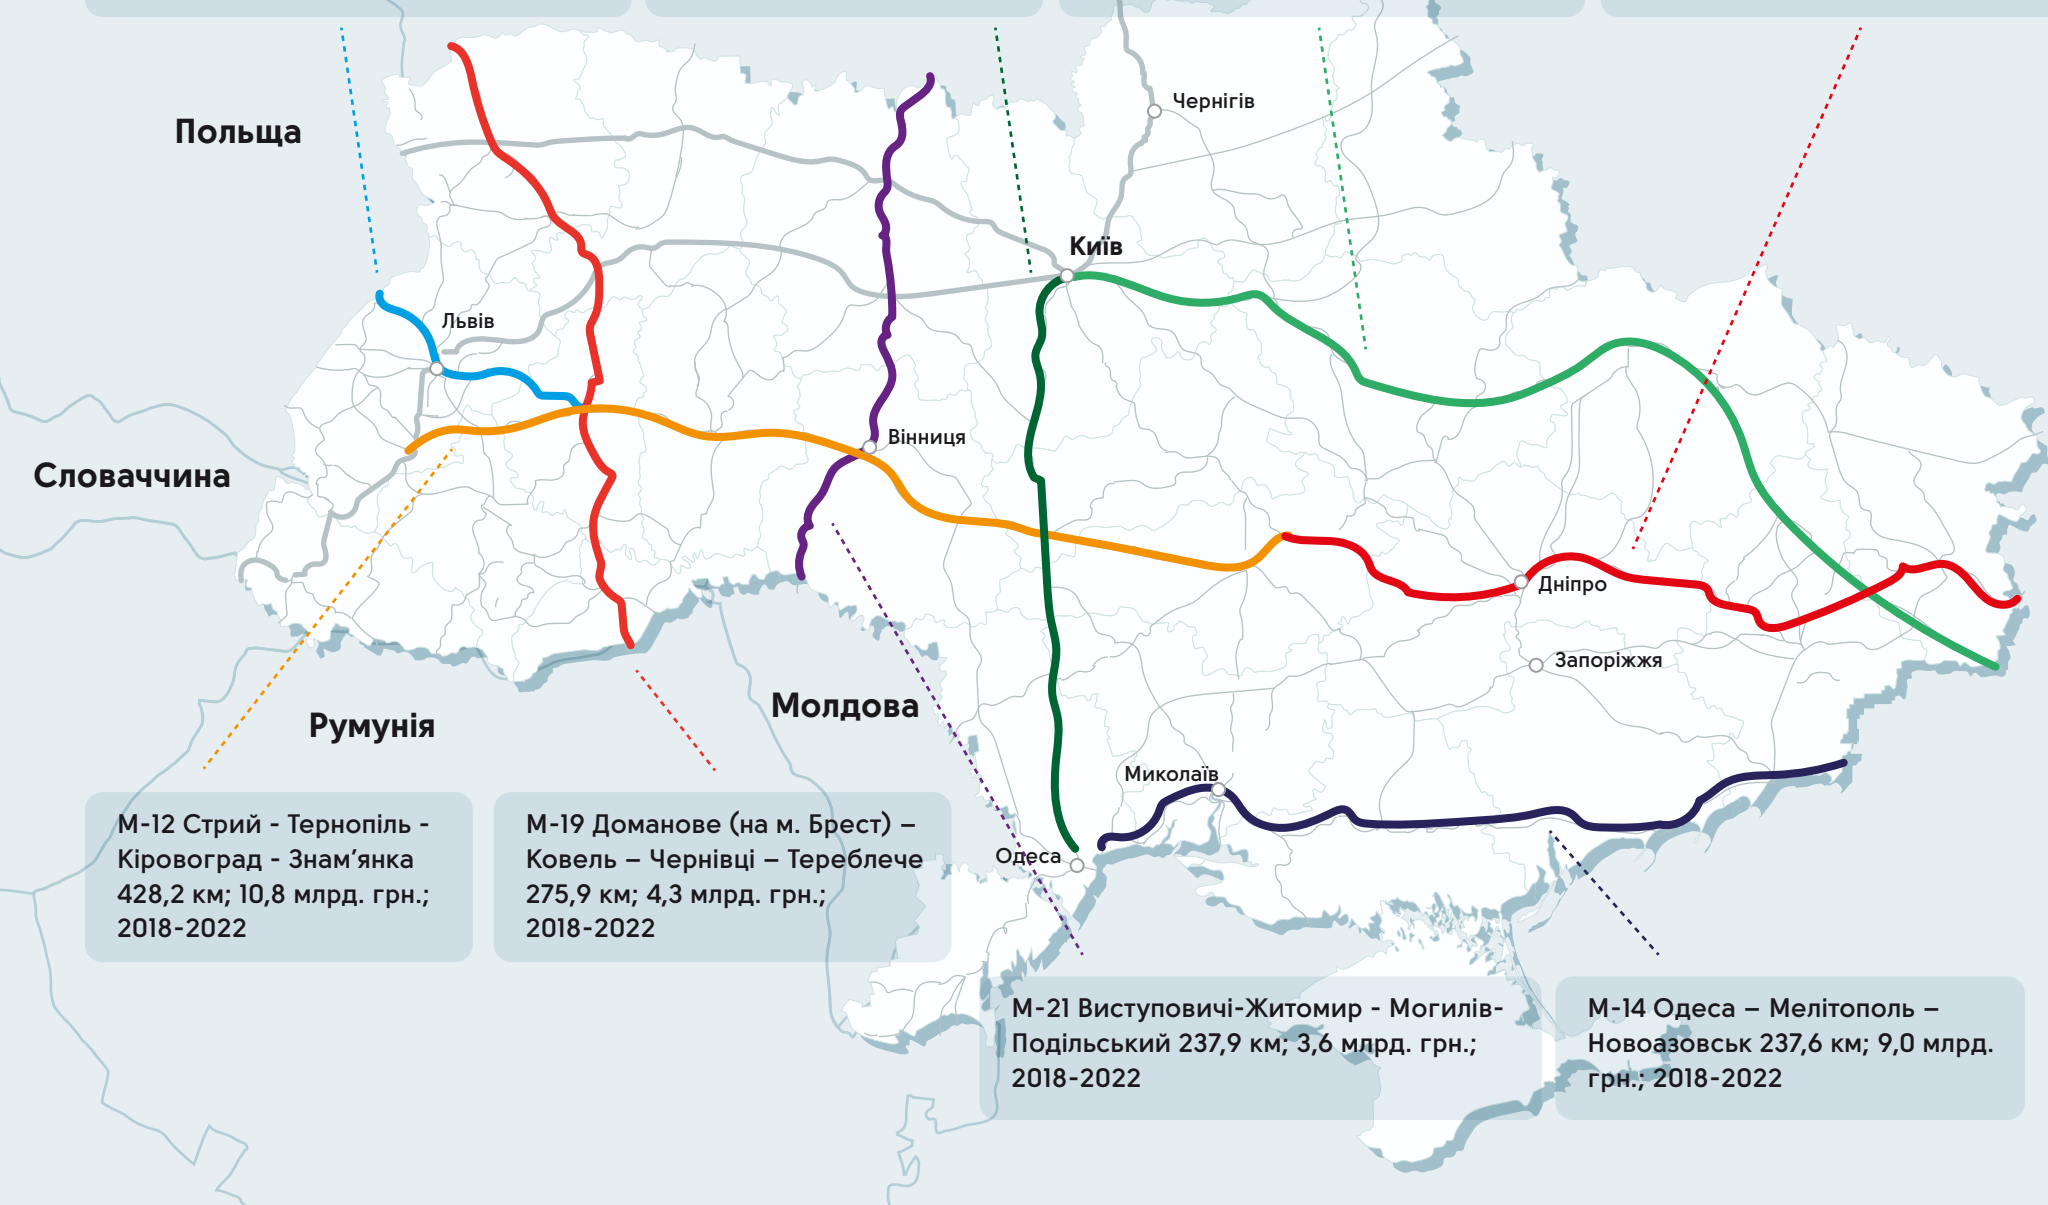 Чернігів
Польща
Київ
Львів
Вінниця
Словаччина
Дніпро
Запоріжжя
Молдова
Румунія
Миколаїв
Одеса
М-12 Стрий - Тернопіль -
Кіровоград - Знам’янка
428,2 км; 10,8 млрд. грн.;
2018-2022
М-19 Доманове (на м. Брест) –
Ковель – Чернівці – Тереблече
275,9 км; 4,3 млрд. грн.;
2018-2022
М-21 Виступовичі-Житомир - Могилів-
Подільський 237,9 км; 3,6 млрд. грн.;
2018-2022
М-14 Одеса – Мелітополь –
Новоазовськ 237,6 км; 9,0 млрд.
грн.; 2018-2022